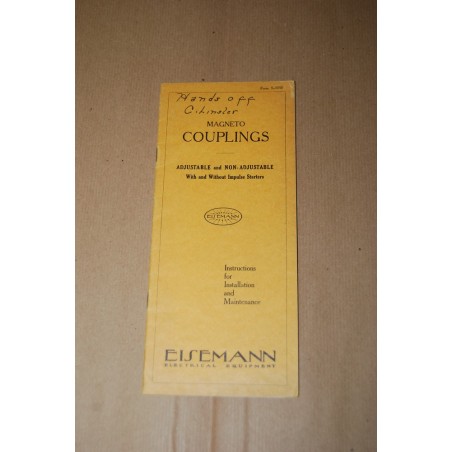 Hands off
MAGNETO
COUPLINGS
ADJUSTABLE and NON-ADJUSTABLE
With and Without Impulse Starters
EISEMANN
Instructions
for
Installation
and
Maintenance
EISEMANN
ELECTRICAL EQUIPMENT